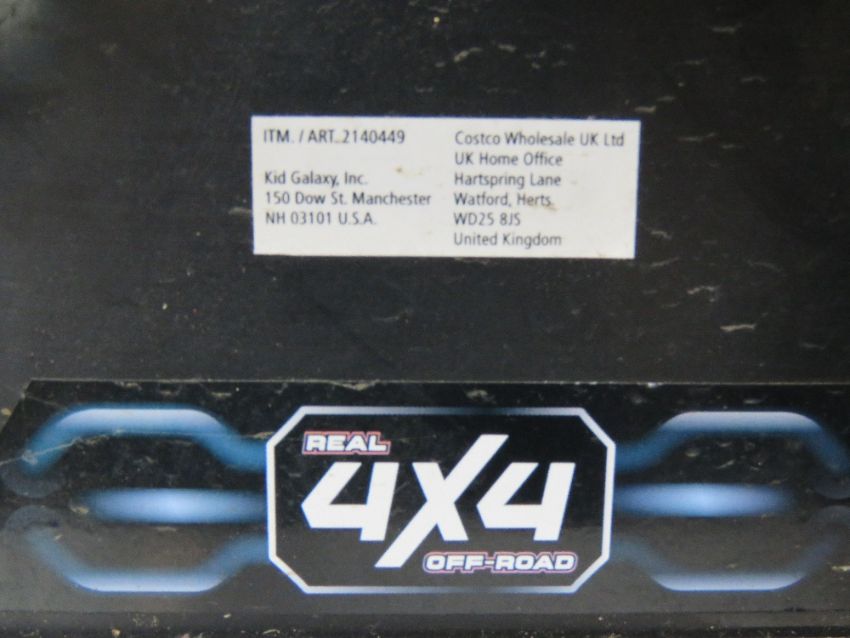 ITM. / ART. 2140449
Kid Galaxy, Inc.
150 Dow St. Manchester
NH 03101 U.S.A.
Costco Wholesale UK Ltd
UK Home Office
Hartspring Lane
Watford, Herts.
WD25 8JS
United Kingdom
REAL
4X4
OFF-ROAD